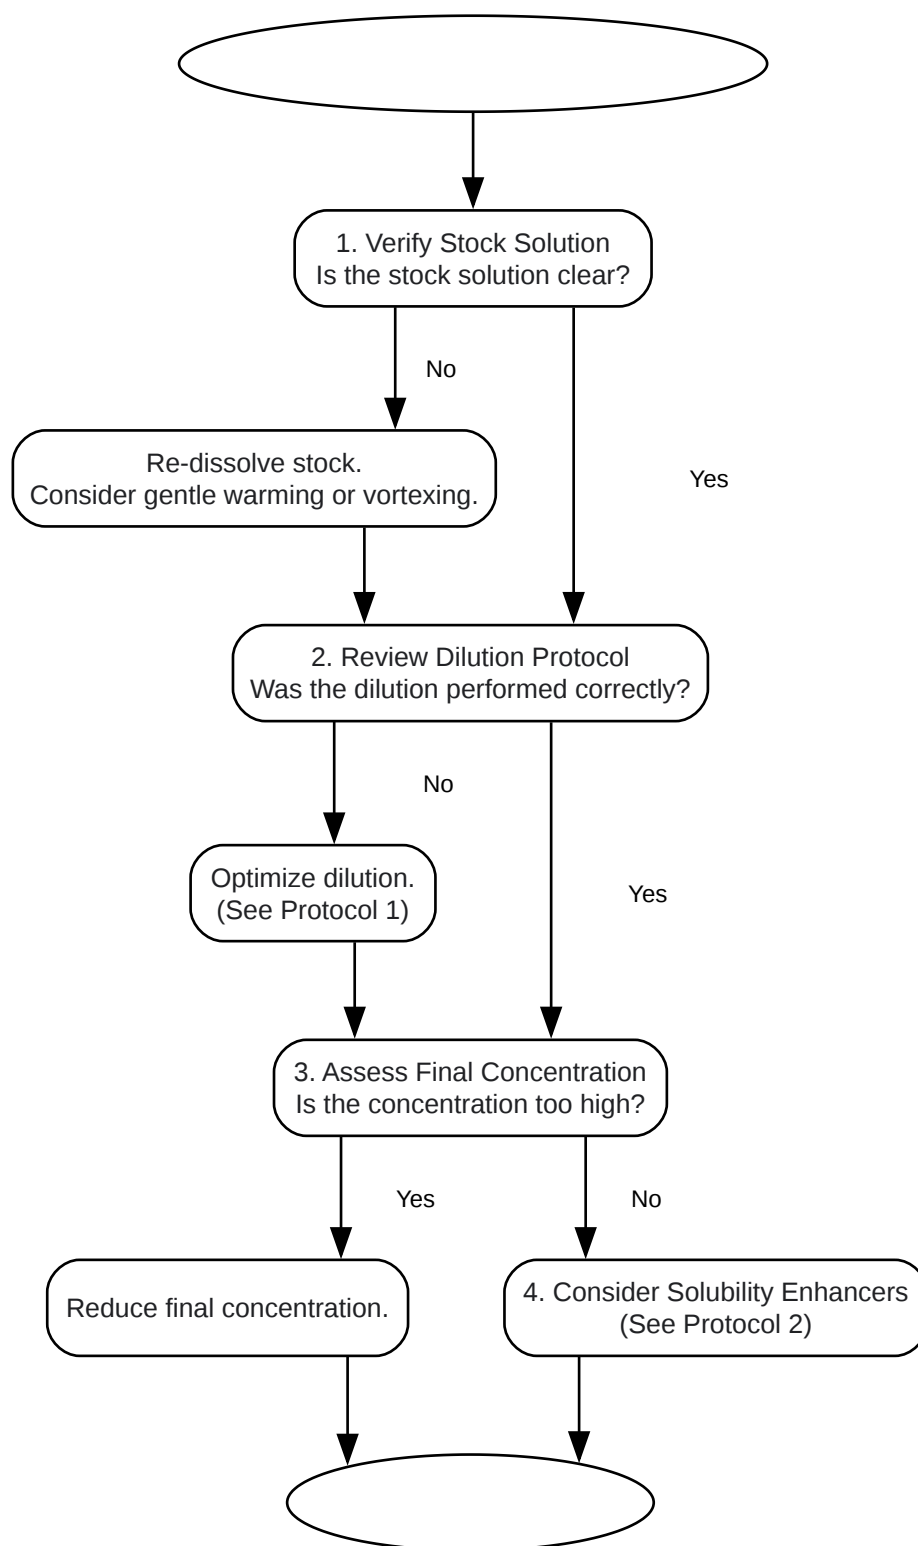 1. Verify Stock Solution
Is the stock solution clear?
No
Re-dissolve stock.
Consider gentle warming or vortexing.
Yes
2. Review Dilution Protocol
Was the dilution performed correctly?
No
Optimize dilution.
(See Protocol 1)
Yes
3. Assess Final Concentration
Is the concentration too high?
Yes
No
Reduce final concentration.
4. Consider Solubility Enhancers
(See Protocol 2)